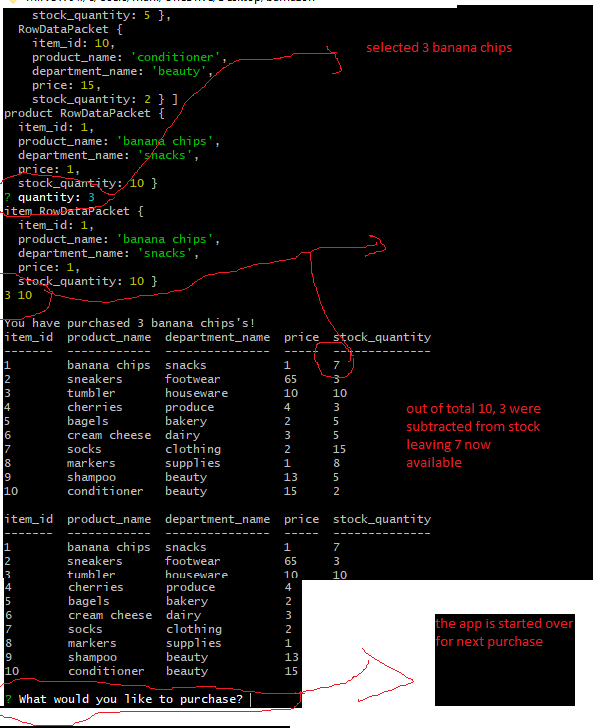 stock_quantity: 5 },
RowDataPacket {
item_id: 10,
product_name: 'conditioner',
department_name: 'beauty',
price: 15,
stock_quantity: 2 } ]
selected 3 banana chips
product RowDataPacket {
item_id: 1,
product_name: 'banana chips',
department_name: 'snacks',
price: 1,
stock_quantity: 10 }
? quantity: 3
item RowDataPacket {
item_id: 1,
product_name: 'banana chips',
department_name: 'snacks',
price: 1,
stock_quantity: 10 }
3 10
You have purchased 3 banana chips's!
item_id product_name department_name price stock_quantity
------- ------------ --------------- ----- --------------
1 banana chips snacks 1 7
2 sneakers footwear 65 3
3 tumbler houseware 10 10
4 cherries produce 4 3
5 bagels bakery 2 5
6 cream cheese dairy 3 5
7 socks clothing 2 15
8 markers supplies 1 8
9 shampoo beauty 13 5
10 conditioner beauty 15 2
out of total 10, 3 were
subtracted from stock
leaving 7 now
available
item_id product_name department_name price stock_quantity
------- ------------ --------------- ----- --------------
1 banana chips snacks 1 7
2 sneakers footwear 65 3
3 tumbler houseware 10 10
4 cherries produce 4
5 bagels bakery 2
6 cream cheese dairy 3
7 socks clothing 2
8 markers supplies 1
9 shampoo beauty 13
10 conditioner beauty 15
the app is started over
for next purchase
? What would you like to purchase?